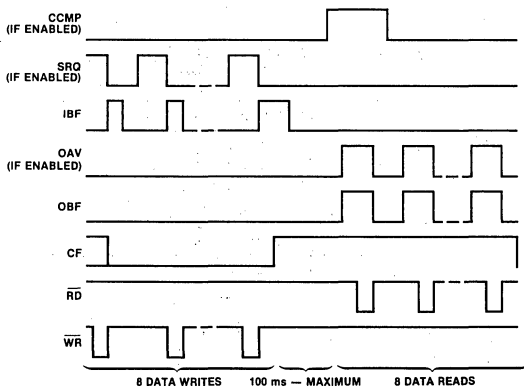 CCMP
(IF ENABLED)
SRQ
(IF ENABLED)
IBF
OAV
(IF ENABLED)
OBF
CF
RD
WR
8 DATA WRITES 100 ms — MAXIMUM 8 DATA READS